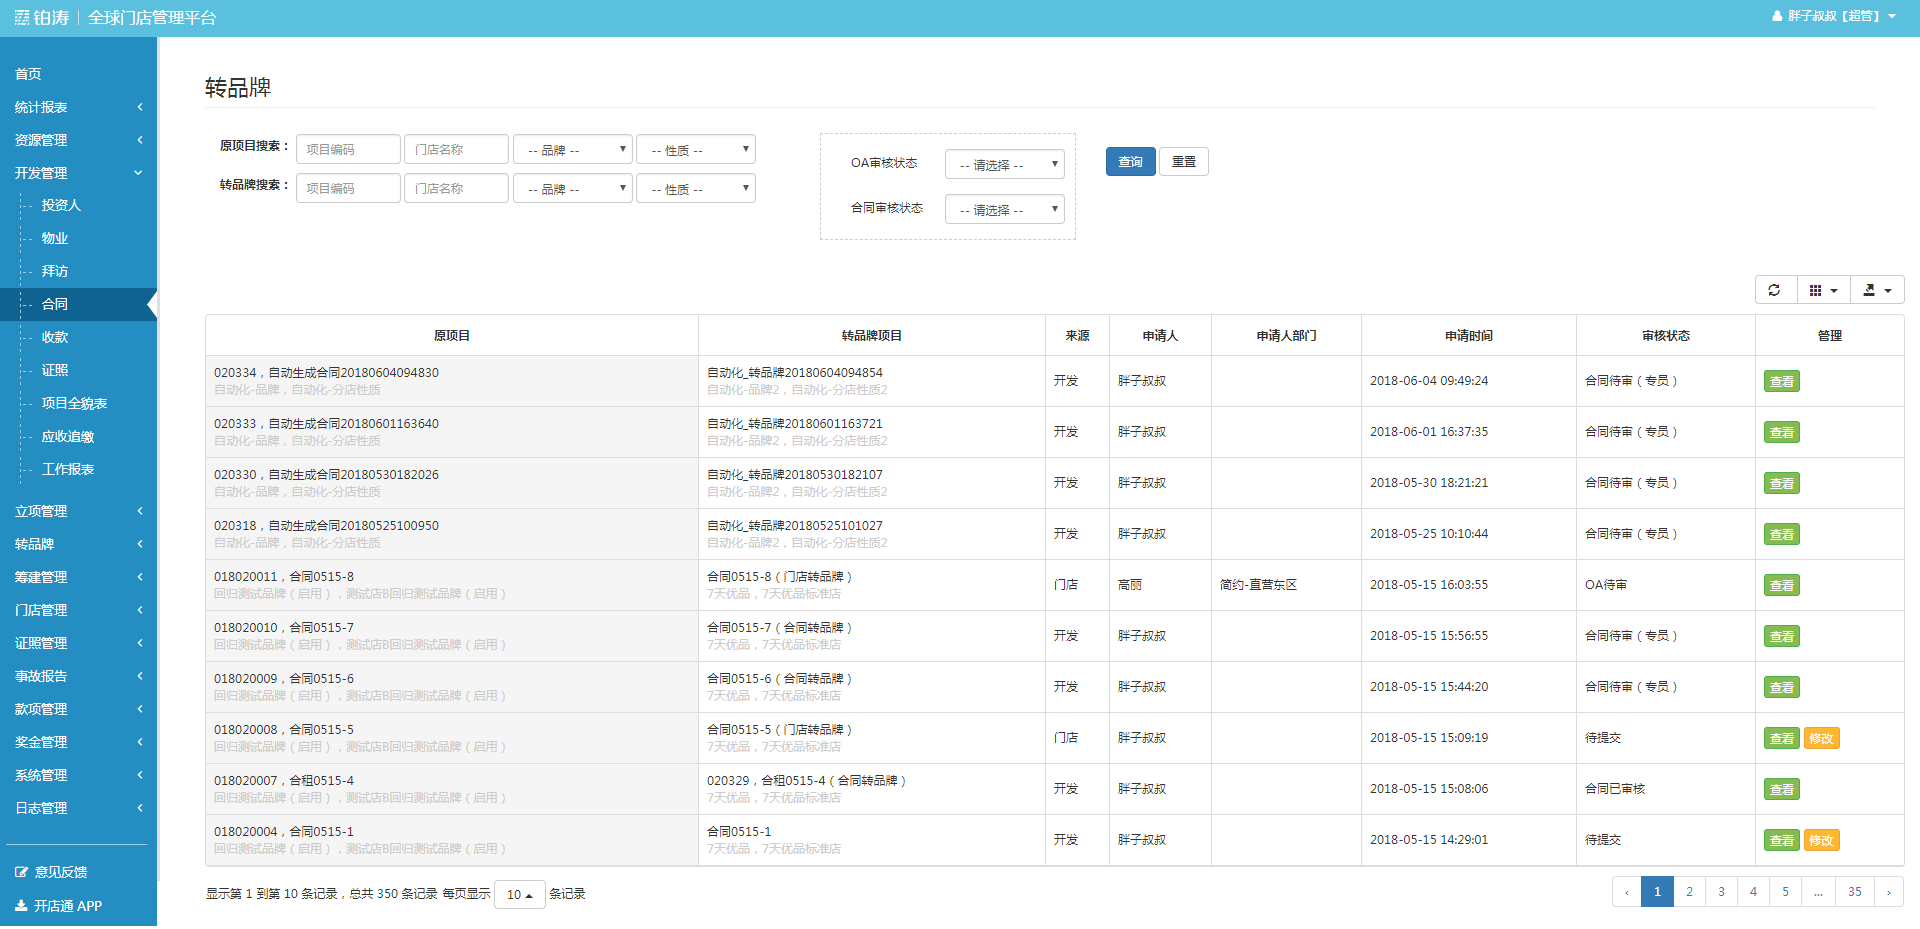 铂涛 | 全球门店管理平台
胖子叔叔【超管】
首页
统计报表
资源管理
开发管理
投资人
物业
拜访
合同
收款
证照
项目全貌表
应收追缴
工作报表
立项管理
转品牌
筹建管理
门店管理
证照管理
事故报告
款项管理
奖金管理
系统管理
日志管理
意见反馈
开店通 APP
转品牌
原项目搜索： 项目编码 门店名称 -- 品牌 -- -- 性质 --
转品牌搜索： 项目编码 门店名称 -- 品牌 -- -- 性质 --
OA审核状态 -- 请选择 --
合同审核状态 -- 请选择 --
查询 重置
原项目 转品牌项目 来源 申请人 申请人部门 申请时间 审核状态 管理
020334，自动生成合同20180604094830 自动化_转品牌20180604094854 开发 胖子叔叔 2018-06-04 09:49:24 合同待审（专员） 查看
自动化-品牌，自动化-分店性质 自动化-品牌2，自动化-分店性质2
020333，自动生成合同20180601163640 自动化_转品牌20180601163721 开发 胖子叔叔 2018-06-01 16:37:35 合同待审（专员） 查看
自动化-品牌，自动化-分店性质 自动化-品牌2，自动化-分店性质2
020330，自动生成合同20180530182026 自动化_转品牌20180530182107 开发 胖子叔叔 2018-05-30 18:21:21 合同待审（专员） 查看
自动化-品牌，自动化-分店性质 自动化-品牌2，自动化-分店性质2
020318，自动生成合同20180525100950 自动化_转品牌20180525101027 开发 胖子叔叔 2018-05-25 10:10:44 合同待审（专员） 查看
自动化-品牌，自动化-分店性质 自动化-品牌2，自动化-分店性质2
018020011，合同0515-8 合同0515-8（门店转品牌） 门店 高丽 简约-直营东区 2018-05-15 16:03:55 OA待审 查看
回归测试品牌（启用），测试店B回归测试品牌（启用） 7天优品，7天优品标准店
018020010，合同0515-7 合同0515-7（合同转品牌） 开发 胖子叔叔 2018-05-15 15:56:55 合同待审（专员） 查看
回归测试品牌（启用），测试店B回归测试品牌（启用） 7天优品，7天优品标准店
018020009，合同0515-6 合同0515-6（合同转品牌） 开发 胖子叔叔 2018-05-15 15:44:20 合同待审（专员） 查看
回归测试品牌（启用），测试店B回归测试品牌（启用） 7天优品，7天优品标准店
018020008，合同0515-5 合同0515-5（门店转品牌） 门店 胖子叔叔 2018-05-15 15:09:19 待提交 查看 修改
回归测试品牌（启用），测试店B回归测试品牌（启用） 7天优品，7天优品标准店
018020007，合租0515-4 020329，合租0515-4（合同转品牌） 开发 胖子叔叔 2018-05-15 15:08:06 合同已审核 查看
回归测试品牌（启用），测试店B回归测试品牌（启用） 7天优品，7天优品标准店
018020004，合同0515-1 合同0515-1 开发 胖子叔叔 2018-05-15 14:29:01 待提交 查看 修改
回归测试品牌（启用），测试店B回归测试品牌（启用） 7天优品，7天优品标准店
显示第 1 到第 10 条记录，总共 350 条记录 每页显示 10 条记录
‹ 1 2 3 4 5 ... 35 ›